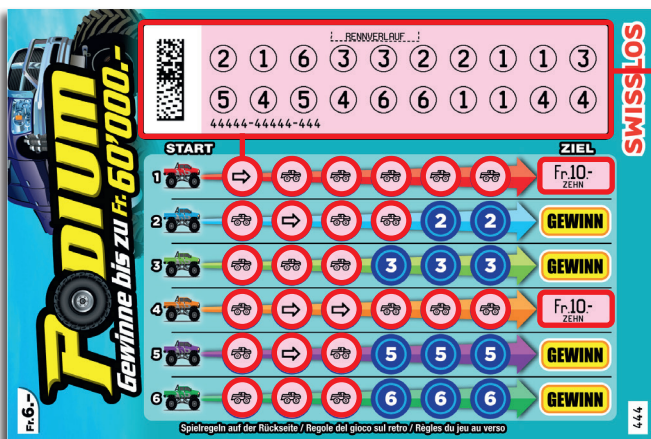 PODIUM
Gewinne bis zu Fr. 60'000.-
Fr. 6.-
RENNVERLAUF
2 1 6 3 3 2 2 1 1 3
5 4 5 4 6 6 1 1 4 4
44444-44444-444
SWISSLOS
START ZIEL
1 Fr.10.-
ZEHN
2 2 2 GEWINN
3 3 3 3 GEWINN
4 Fr.10.-
ZEHN
5 5 5 5 GEWINN
6 6 6 6 GEWINN
Spielregeln auf der Rückseite / Regole del gioco sul retro / Règles du jeu au verso
444